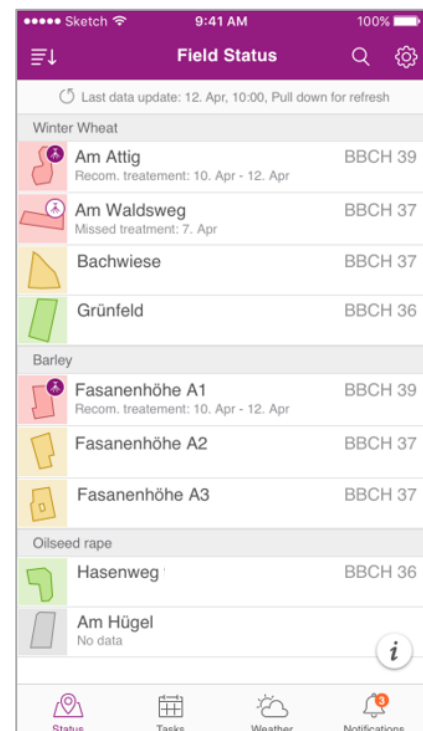 Sketch 9:41 AM 100%
Field Status
Last data update: 12. Apr, 10:00, Pull down for refresh
Winter Wheat
Am Attig BBCH 39
Recom. treatement: 10. Apr - 12. Apr
Am Waldsweg BBCH 37
Missed treatment: 7. Apr
Bachwiese BBCH 37
Grünfeld BBCH 36
Barley
Fasanenhöhe A1 BBCH 39
Recom. treatement: 10. Apr - 12. Apr
Fasanenhöhe A2 BBCH 37
Fasanenhöhe A3 BBCH 37
Oilseed rape
Hasenweg BBCH 36
Am Hügel
No data
i
3
Status Tasks Weather Notifications